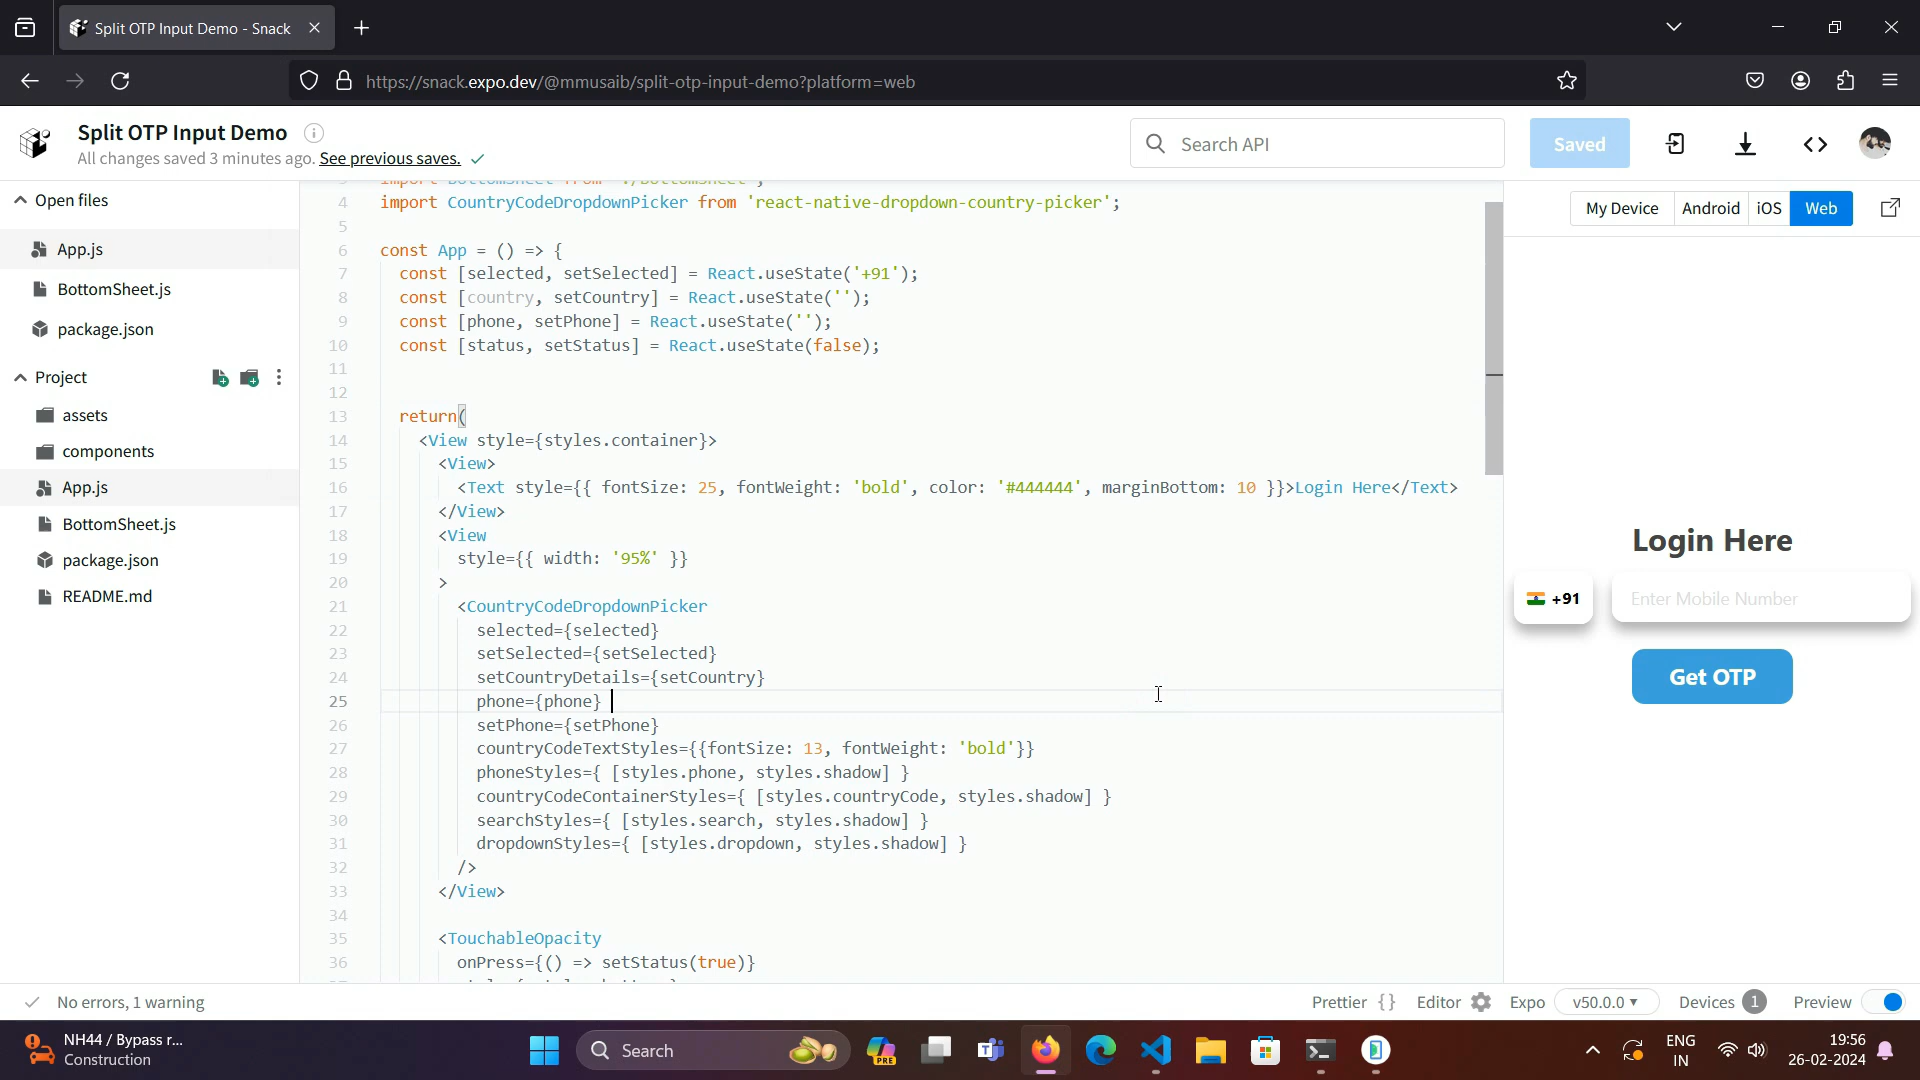 Split OTP Input Demo - Snack
https://snack.expo.dev/@mmusaib/split-otp-input-demo?platform=web
Split OTP Input Demo
All changes saved 3 minutes ago. See previous saves.
Search API
Saved
Open files
App.js
BottomSheet.js
package.json
Project
assets
components
App.js
BottomSheet.js
package.json
README.md
3 import BottomSheet from './BottomSheet';
4 import CountryCodeDropdownPicker from 'react-native-dropdown-country-picker';
5
6 const App = () => {
7 const [selected, setSelected] = React.useState('+91');
8 const [country, setCountry] = React.useState('');
9 const [phone, setPhone] = React.useState('');
10 const [status, setStatus] = React.useState(false);
11
12
13 return(
14 <View style={styles.container}>
15 <View>
16 <Text style={{ fontSize: 25, fontWeight: 'bold', color: '#444444', marginBottom: 10 }}>Login Here</Text>
17 </View>
18 <View
19 style={{ width: '95%' }}
20 >
21 <CountryCodeDropdownPicker
22 selected={selected}
23 setSelected={setSelected}
24 setCountryDetails={setCountry}
25 phone={phone}
26 setPhone={setPhone}
27 countryCodeTextStyles={{fontSize: 13, fontWeight: 'bold'}}
28 phoneStyles={ [styles.phone, styles.shadow] }
29 countryCodeContainerStyles={ [styles.countryCode, styles.shadow] }
30 searchStyles={ [styles.search, styles.shadow] }
31 dropdownStyles={ [styles.dropdown, styles.shadow] }
32 />
33 </View>
34
35 <TouchableOpacity
36 onPress={() => setStatus(true)}
My Device Android iOS Web
Login Here
+91 Enter Mobile Number
Get OTP
No errors, 1 warning
Prettier {} Editor Expo v50.0.0 Devices 1 Preview
NH44 / Bypass r...
Construction
Search
PRE
ENG
IN
19:56
26-02-2024